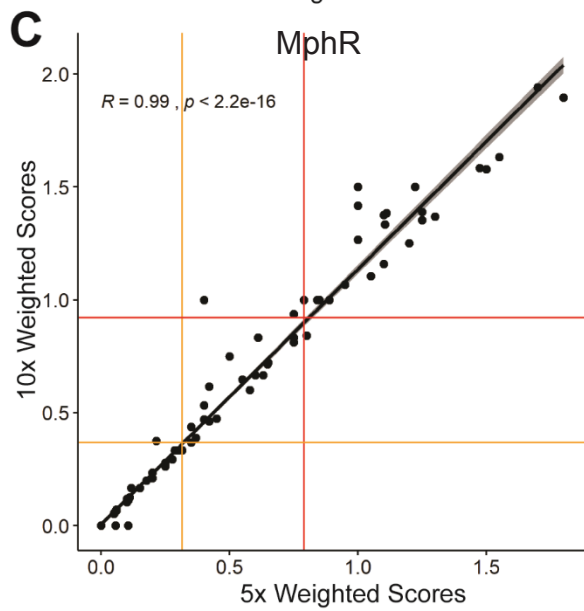 C
MphR
R = 0.99 , p < 2.2e-16
10x Weighted Scores
2.0
1.5
1.0
0.5
0.0
0.0 0.5 1.0 1.5
5x Weighted Scores